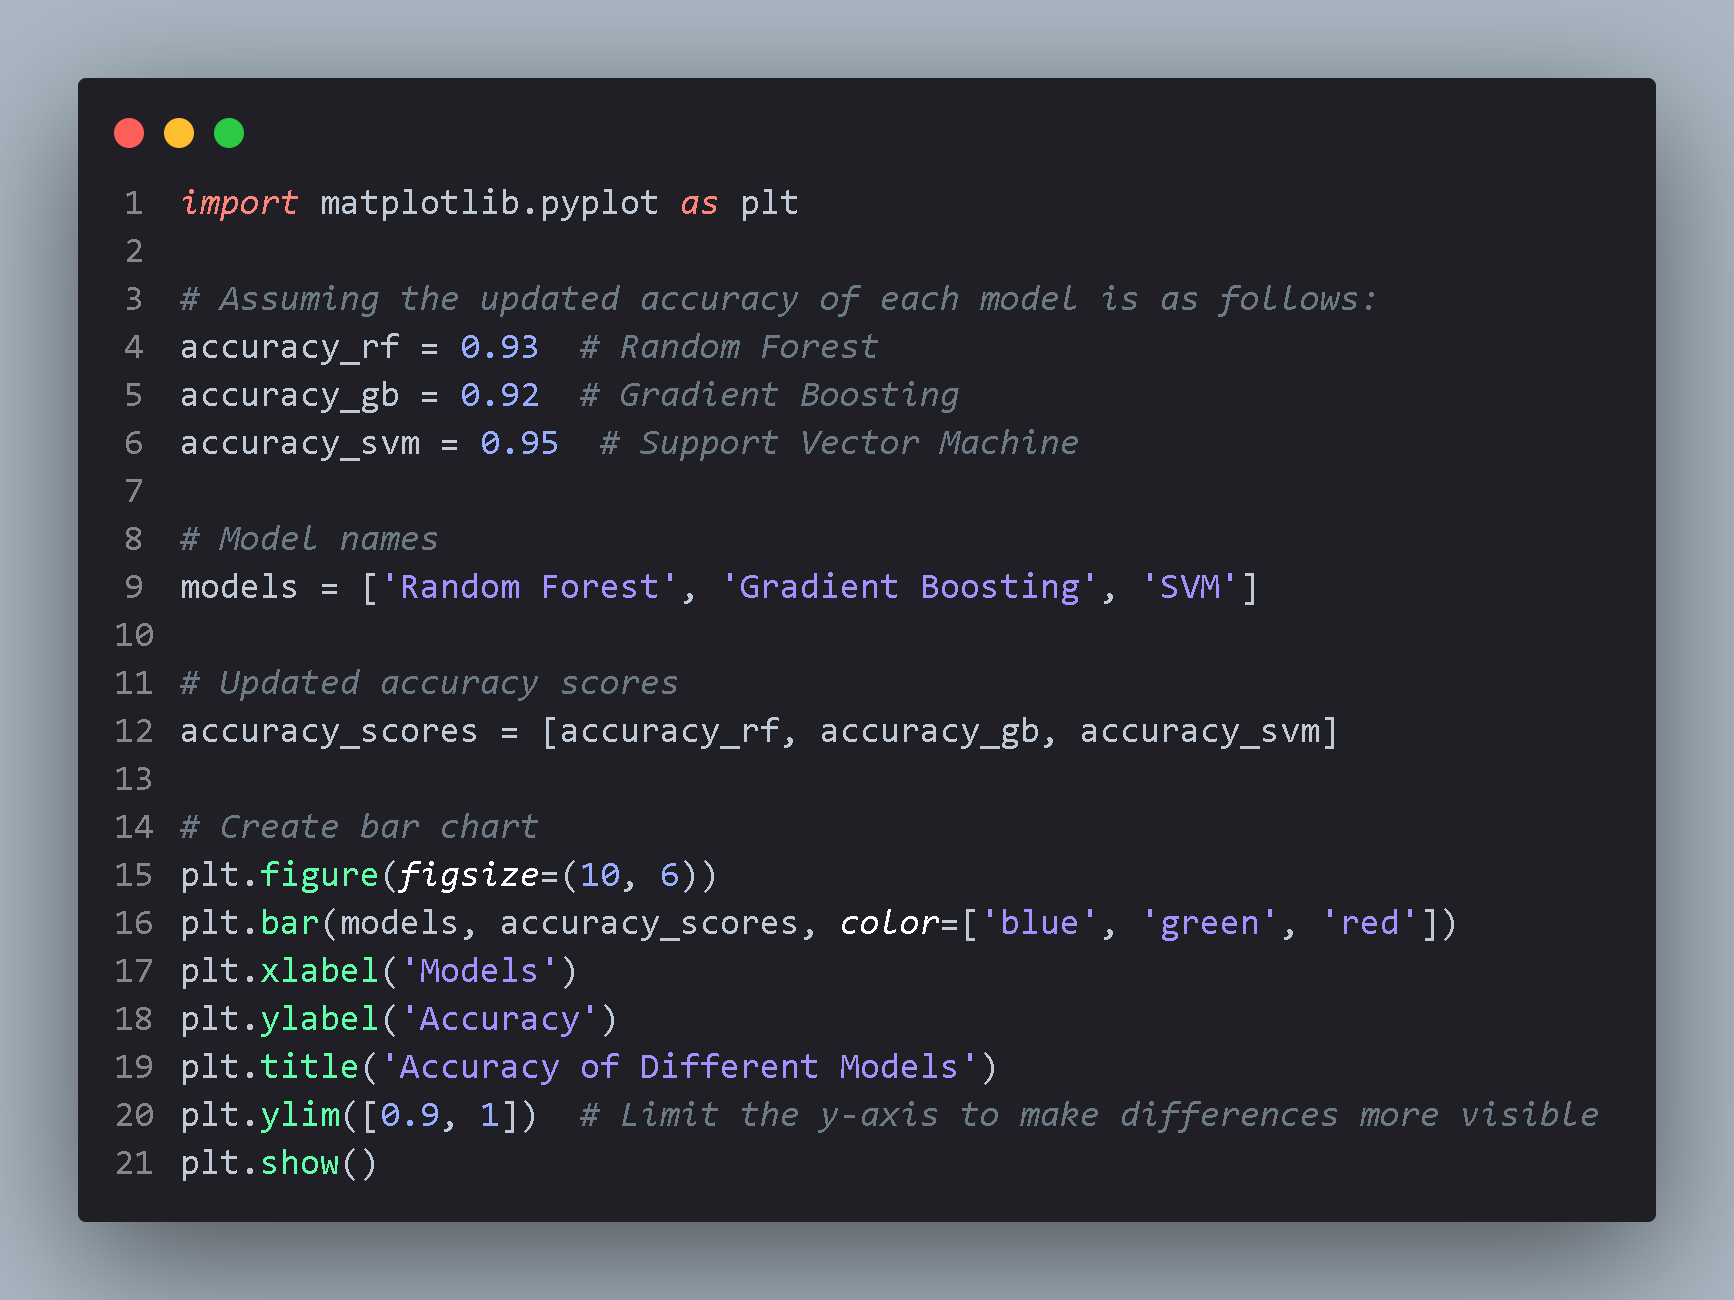 1 import matplotlib.pyplot as plt
2
3 # Assuming the updated accuracy of each model is as follows:
4 accuracy_rf = 0.93  # Random Forest
5 accuracy_gb = 0.92  # Gradient Boosting
6 accuracy_svm = 0.95  # Support Vector Machine
7
8 # Model names
9 models = ['Random Forest', 'Gradient Boosting', 'SVM']
10
11 # Updated accuracy scores
12 accuracy_scores = [accuracy_rf, accuracy_gb, accuracy_svm]
13
14 # Create bar chart
15 plt.figure(figsize=(10, 6))
16 plt.bar(models, accuracy_scores, color=['blue', 'green', 'red'])
17 plt.xlabel('Models')
18 plt.ylabel('Accuracy')
19 plt.title('Accuracy of Different Models')
20 plt.ylim([0.9, 1])  # Limit the y-axis to make differences more visible
21 plt.show()